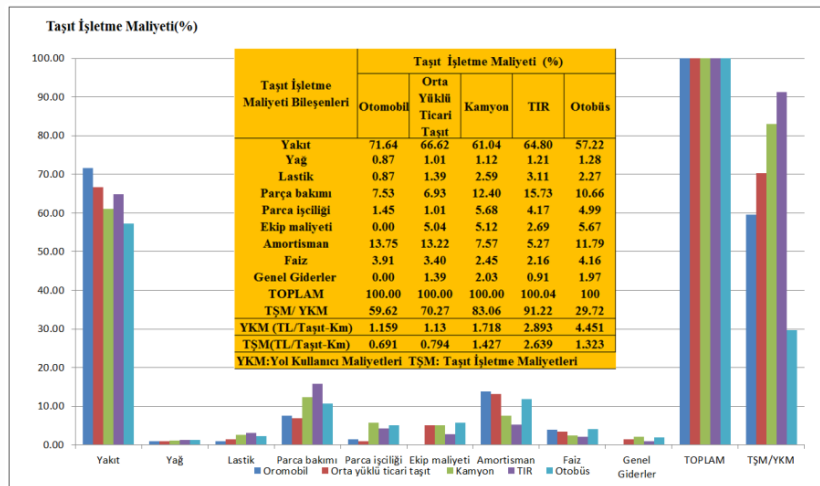 Taşıt İşletme Maliyeti(%)
100.00
90.00
80.00
70.00
60.00
50.00
40.00
30.00
20.00
10.00
0.00
Taşıt İşletme Maliyeti Bileşenleri
Taşıt İşletme Maliyeti (%)
Otomobil Orta Yüklü Ticari Taşıt Kamyon TIR Otobüs
Yakıt 71.64 66.62 61.04 64.80 57.22
Yağ 0.87 1.01 1.12 1.21 1.28
Lastik 0.87 1.39 2.59 3.11 2.27
Parça bakımı 7.53 6.93 12.40 15.73 10.66
Parca işciliği 1.45 1.01 5.68 4.17 4.99
Ekip maliyeti 0.00 5.04 5.12 2.69 5.67
Amortisman 13.75 13.22 7.57 5.27 11.79
Faiz 3.91 3.40 2.45 2.16 4.16
Genel Giderler 0.00 1.39 2.03 0.91 1.97
TOPLAM 100.00 100.00 100.00 100.04 100
TŞM/ YKM 59.62 70.27 83.06 91.22 29.72
YKM (TL/Taşıt-Km) 1.159 1.13 1.718 2.893 4.451
TŞM(TL/Taşıt-Km) 0.691 0.794 1.427 2.639 1.323
YKM:Yol Kullanıcı Maliyetleri TŞM: Taşıt İşletme Maliyetleri
Yakıt Yağ Lastik Parca bakımı Parca işciliği Ekip maliyeti Amortisman Faiz Genel Giderler TOPLAM TŞM/YKM
Oromobil Orta yüklü ticari taşıt Kamyon TIR Otobüs